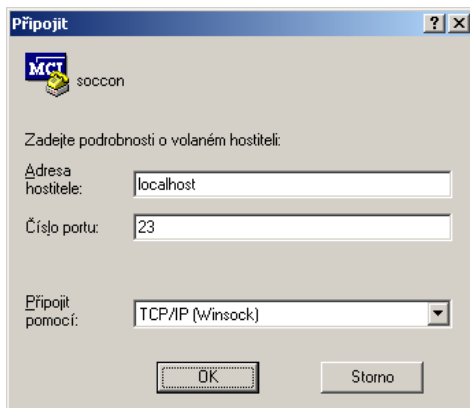 Připojit
MCI
soccon
Zadejte podrobnosti o volaném hostiteli:
Adresa
hostitele:
localhost
Číslo portu:
23
Připojit
pomocí:
TCP/IP (Winsock)
OK
Storno